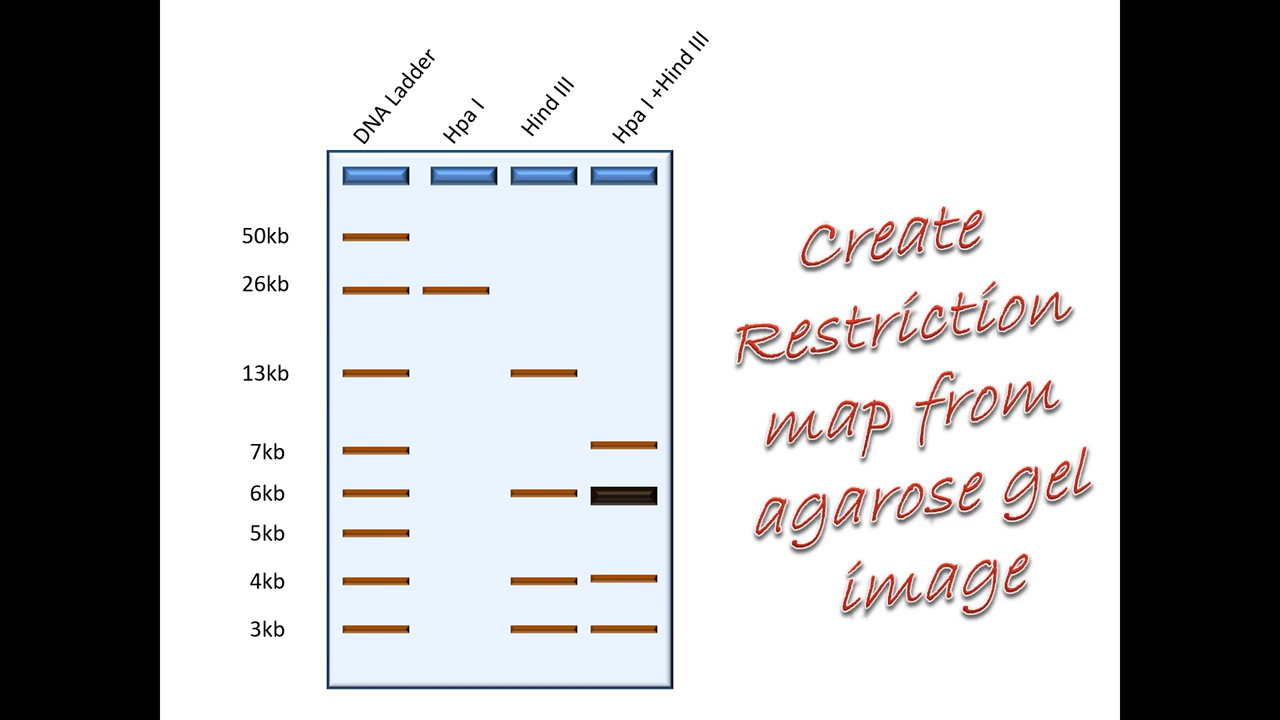 DNA Ladder
Hpa I
Hind III
Hpa I +Hind III
50kb
26kb
13kb
7kb
6kb
5kb
4kb
3kb
Create
Restriction
map from
agarose gel
image